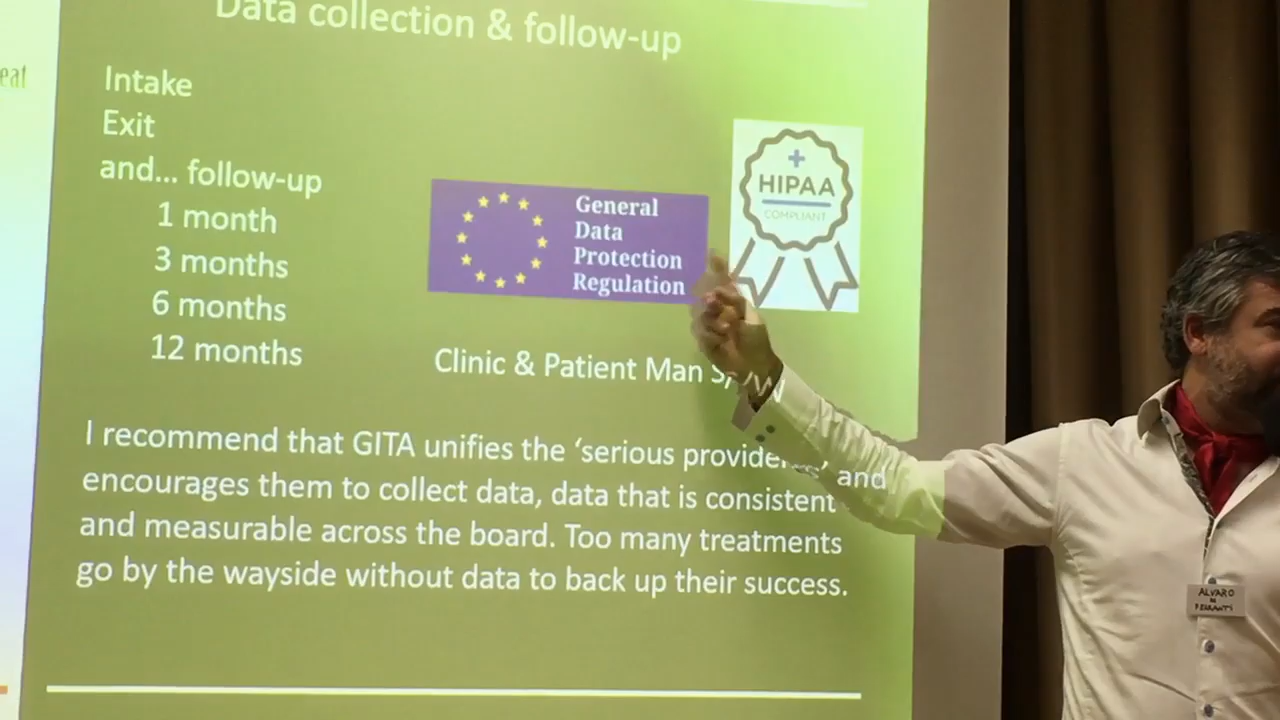 eat
Data collection & follow-up
Intake
Exit
and... follow-up
1 month
3 months
6 months
12 months
General
Data
Protection
Regulation
HIPAA
COMPLIANT
Clinic & Patient Man
I recommend that GITA unifies the ‘serious and
encourages them to collect data, data that is consistent
and measurable across the board. Too many treatments
go by the wayside without data to back up their success.
ALVARO